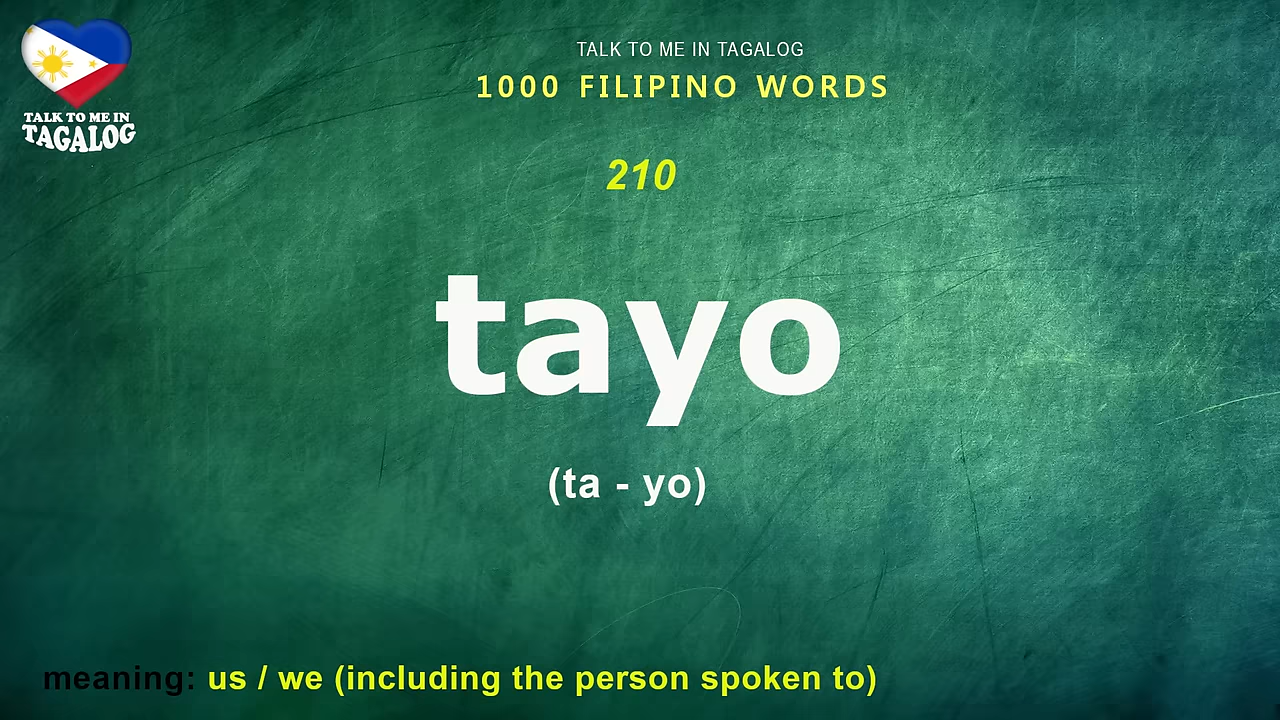 TALK TO ME IN
TAGALOG
TALK TO ME IN TAGALOG
1000 FILIPINO WORDS
210
tayo
(ta - yo)
meaning: us / we (including the person spoken to)